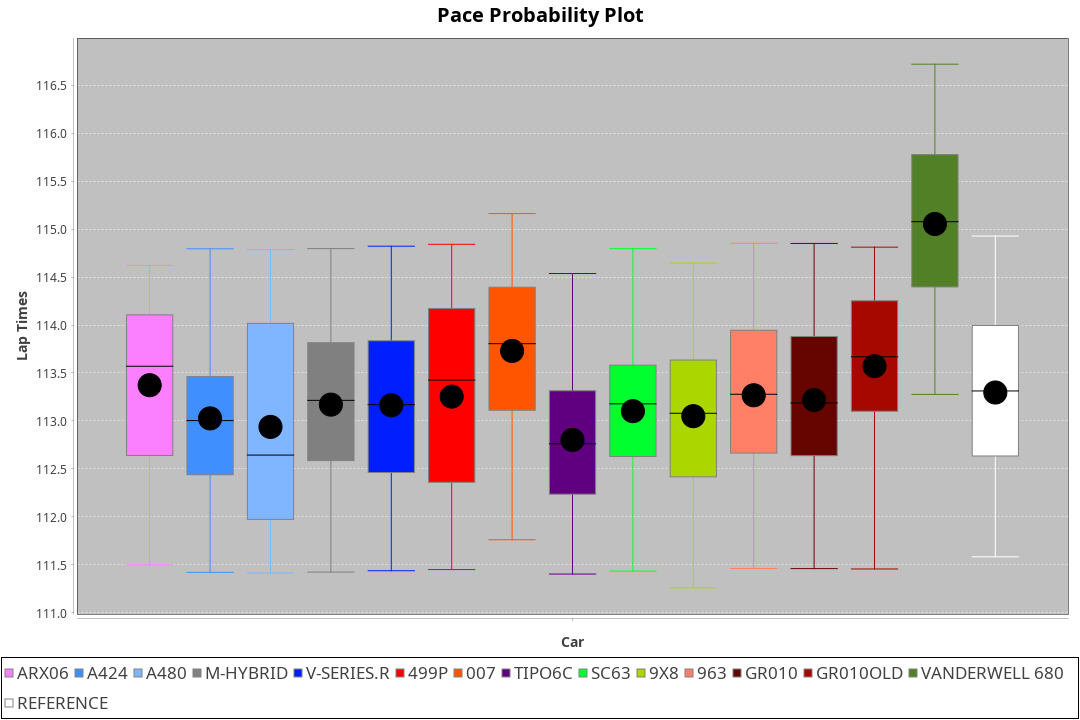 Pace Probability Plot
116.5
116.0
115.5
115.0
114.5
114.0
113.5
113.0
112.5
112.0
111.5
111.0
Lap Times
Car
ARX06 A424 A480 M-HYBRID V-SERIES.R 499P 007 TIPO6C SC63 9X8 963 GR010 GR010OLD VANDERWELL 680
REFERENCE